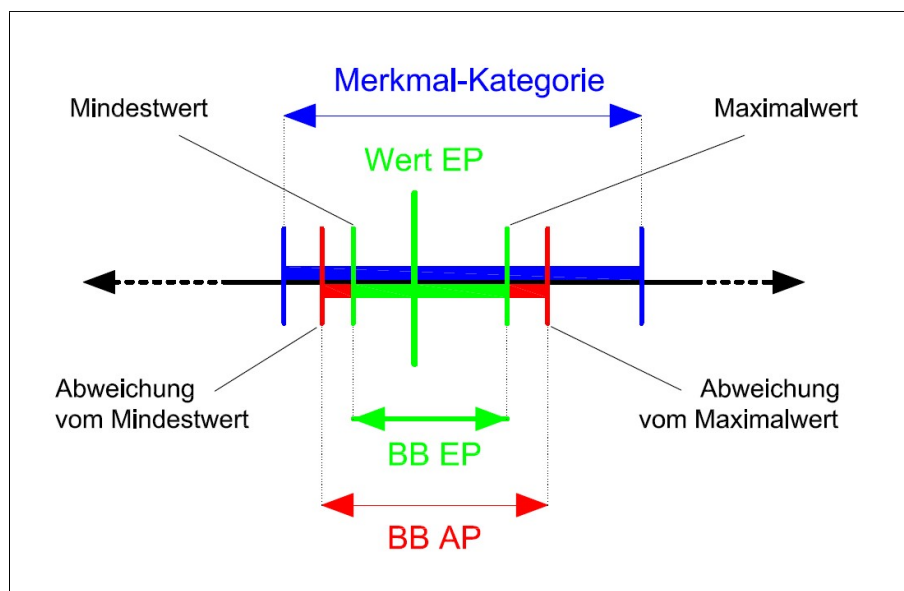 Merkmal-Kategorie
Mindestwert
Maximalwert
Wert EP
Abweichung
vom Mindestwert
Abweichung
vom Maximalwert
BB EP
BB AP